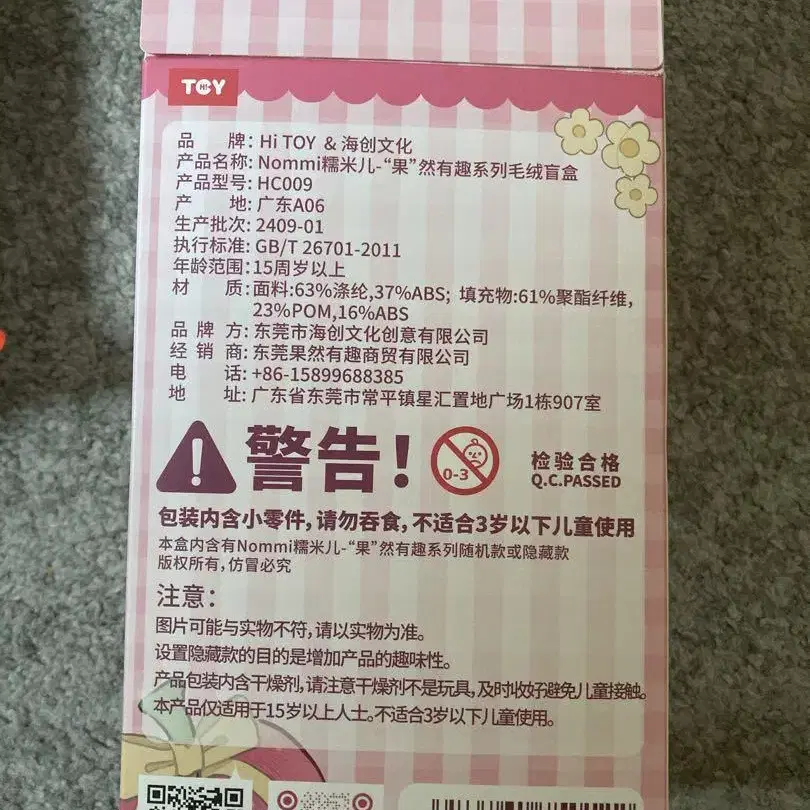 TOY
Hi
品 牌: Hi TOY & 海创文化
产品名称: Nommi糯米儿-“果”然有趣系列毛绒盲盒
产品型号: HC009
产 地: 广东A06
生产批次: 2409-01
执行标准: GB/T 26701-2011
年龄范围: 15周岁以上
材 质: 面料:63%涤纶,37%ABS; 填充物:61%聚酯纤维,
23%POM,16%ABS
品 牌 方: 东莞市海创文化创意有限公司
经 销 商: 东莞果然有趣商贸有限公司
电 话: +86-15899688385
地 址: 广东省东莞市常平镇星汇置地广场1栋907室
警告!
0-3
检验合格
Q.C.PASSED
包装内含小零件, 请勿吞食, 不适合3岁以下儿童使用
本盒内含有Nommi糯米儿-“果”然有趣系列随机款或隐藏款
版权所有, 仿冒必究
注意:
图片可能与实物不符, 请以实物为准。
设置隐藏款的目的是增加产品的趣味性。
产品包装内含干燥剂, 请注意干燥剂不是玩具, 及时收好避免儿童接触。
本产品仅适用于15岁以上人士。不适合3岁以下儿童使用。